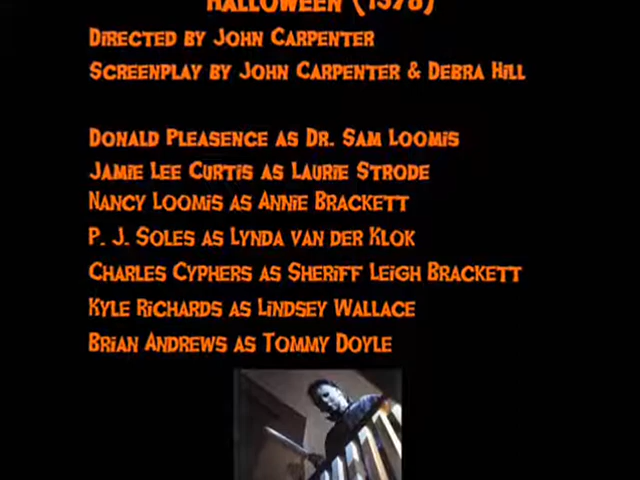 HALLOWEEN (1978)
DIRECTED BY JOHN CARPENTER
SCREENPLAY BY JOHN CARPENTER & DEBRA HILL
DONALD PLEASENCE AS DR. SAM LOOMIS
JAMIE LEE CURTIS AS LAURIE STRODE
NANCY LOOMIS AS ANNIE BRACKETT
P. J. SOLES AS LYNDA VAN DER KLOK
CHARLES CYPHERS AS SHERIFF LEIGH BRACKETT
KYLE RICHARDS AS LINDSEY WALLACE
BRIAN ANDREWS AS TOMMY DOYLE